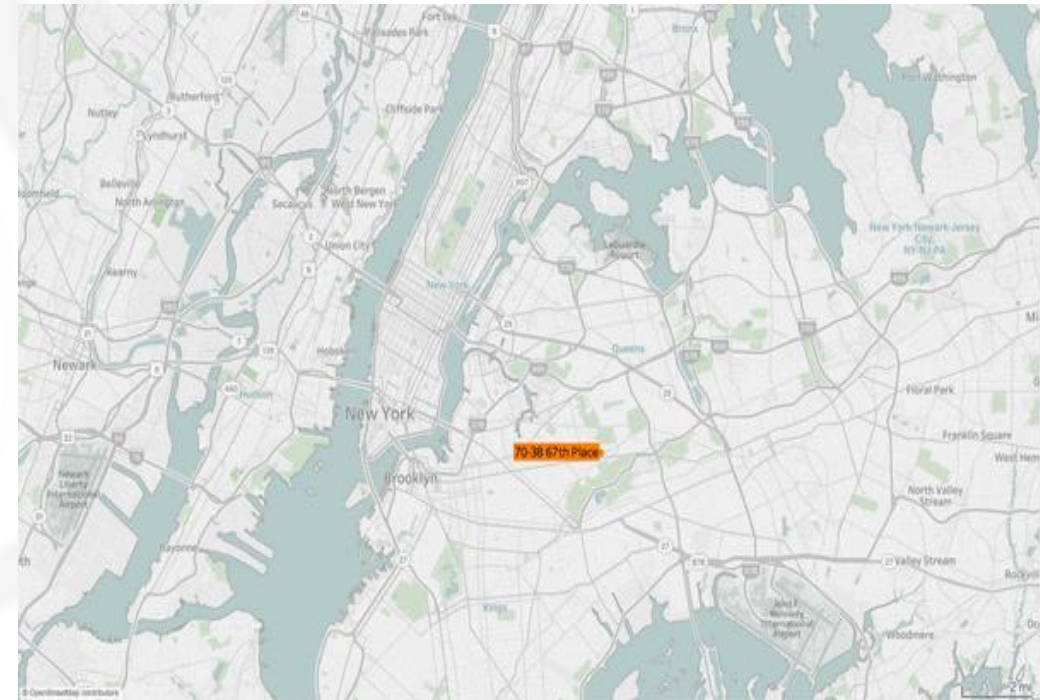 Fort Lee
Palisades Park
Bronx
Port Washington
Rutherford
Nutley
Cliffside Park
Lyndhurst
Belleville
North Arlington
Secaucus
North Bergen
West New York
Union City
LaGuardia
Airport
New York-Newark-Jersey
City,
NY-NJ-PA
Kearny
New York
Newark
Hoboken
Hudson
Queens
Floral Park
New York
70-38 67th Place
Franklin Square
West Hem
Brooklyn
Newark
Liberty
International
Airport
North Valley
Stream
Bayonne
Valley Stream
Kings
John F.
Kennedy
International
Airport
Woodmere
2 mi
© OpenStreetMap contributors